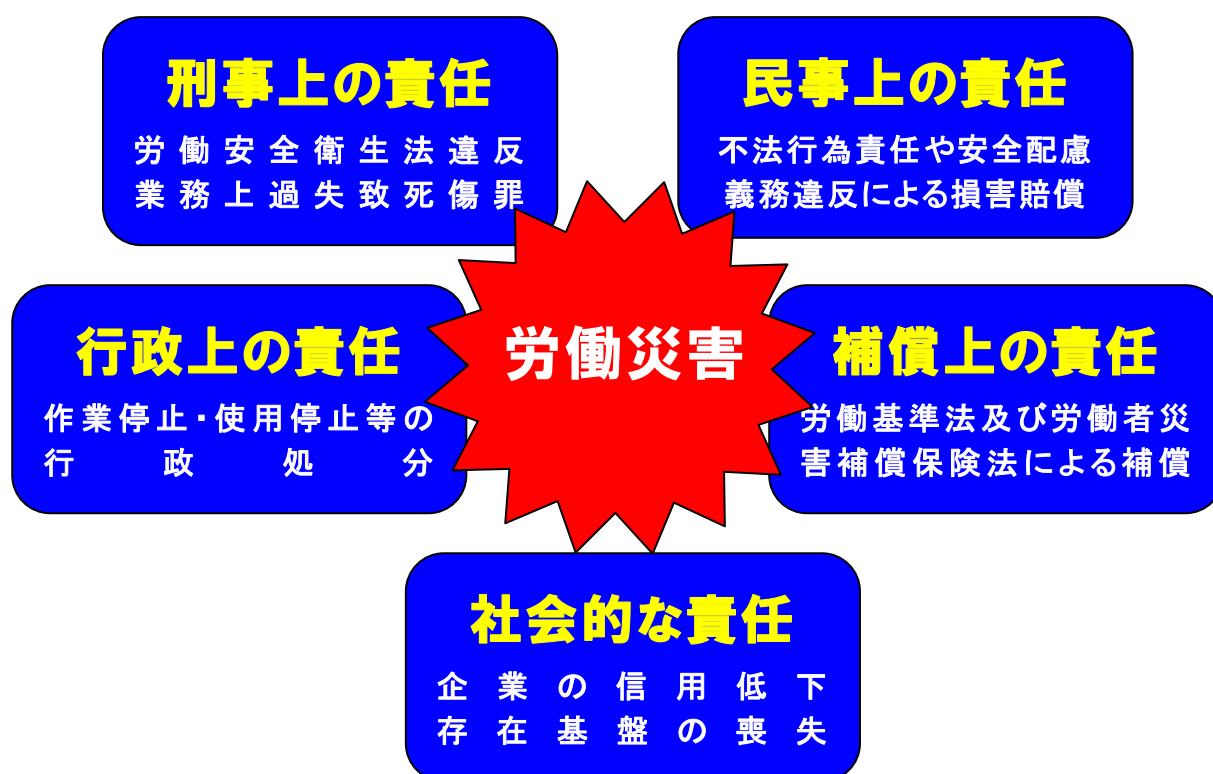 刑事上の責任
労働安全衛生法違反
業務上過失致死傷罪
民事上の責任
不法行為責任や安全配慮
義務違反による損害賠償
行政上の責任
作業停止・使用停止等の
行政処分
労働災害
補償上の責任
労働基準法及び労働者災
害補償保険法による補償
社会的な責任
企業の信用低下
存在基盤の喪失